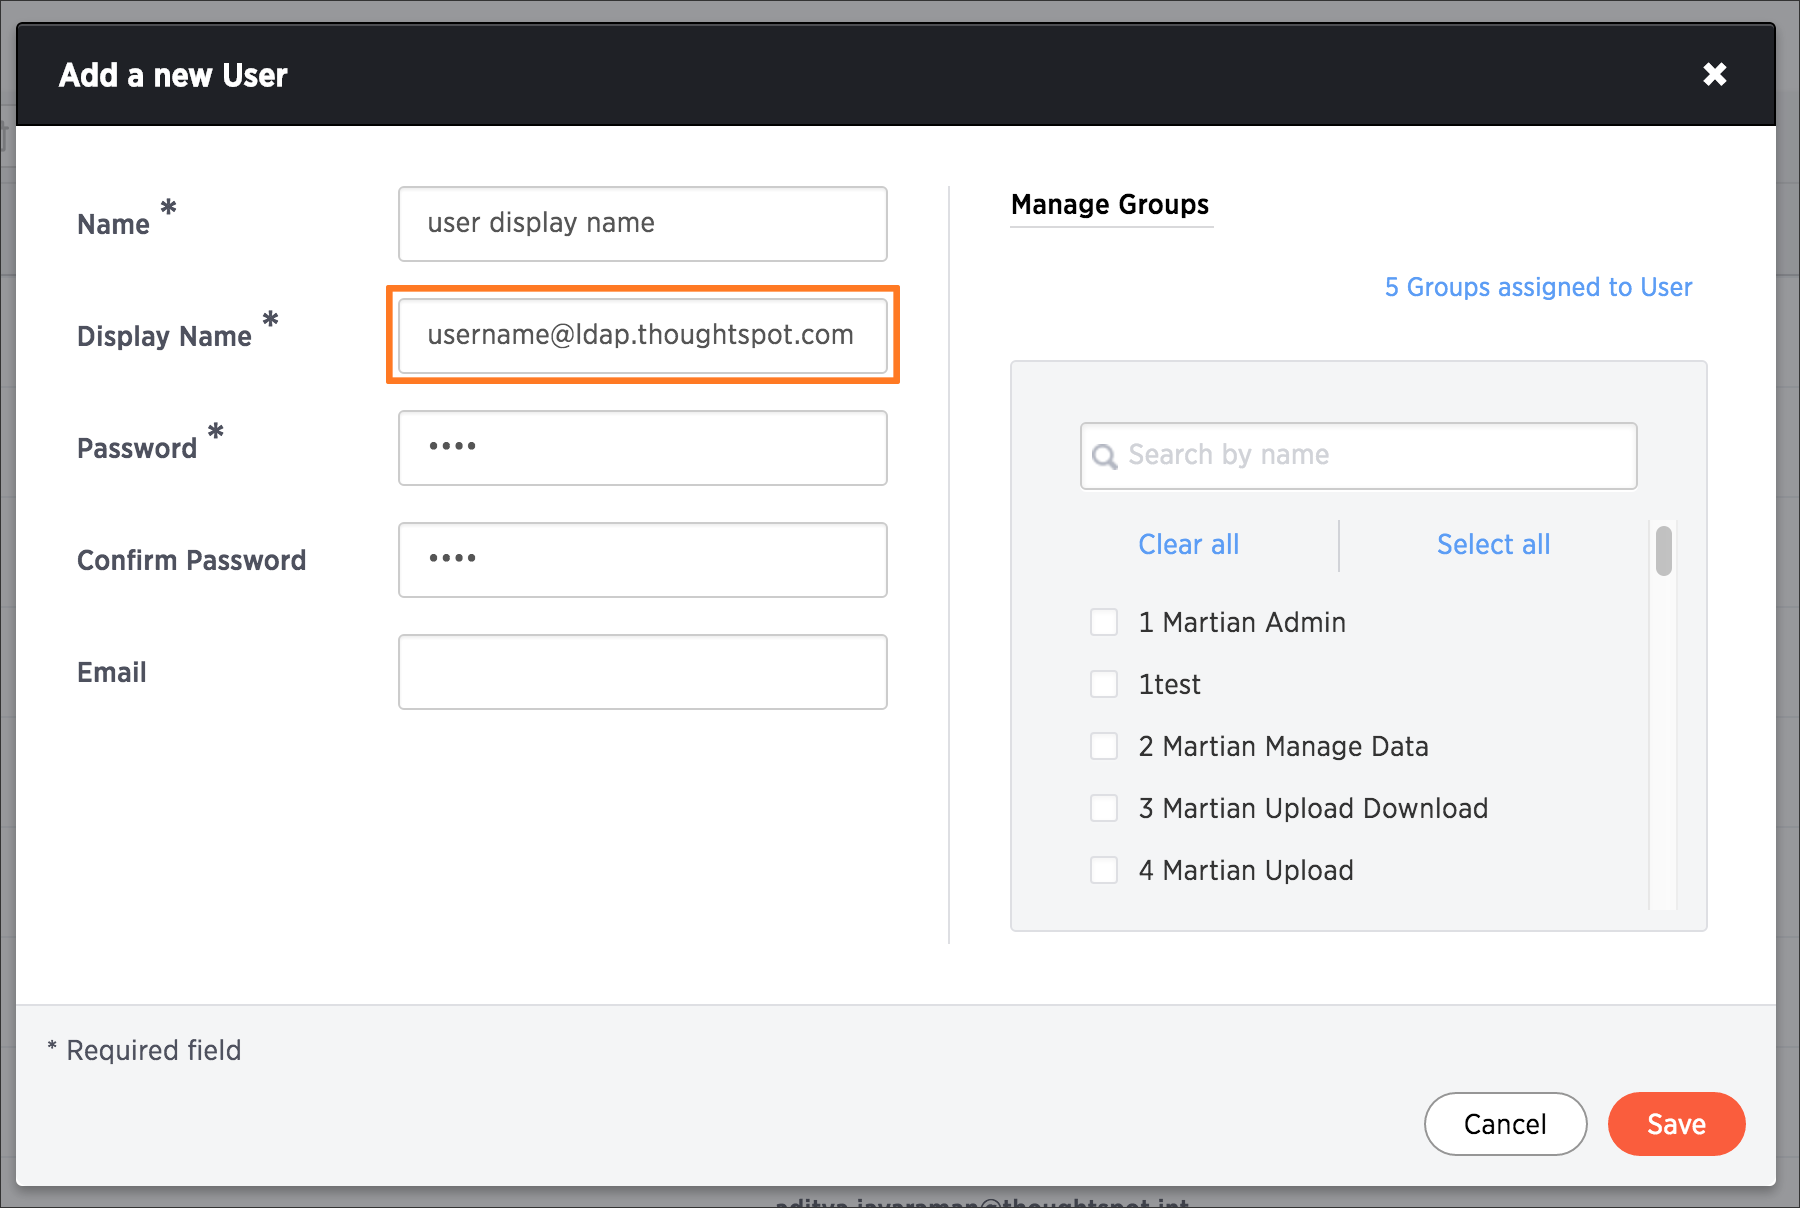 Add a new User
Name *
user display name
Display Name *
username@ldap.thoughtspot.com
Password *
••••
Confirm Password
••••
Email
Manage Groups
5 Groups assigned to User
Search by name
Clear all
Select all
1 Martian Admin
1test
2 Martian Manage Data
3 Martian Upload Download
4 Martian Upload
* Required field
Cancel
Save